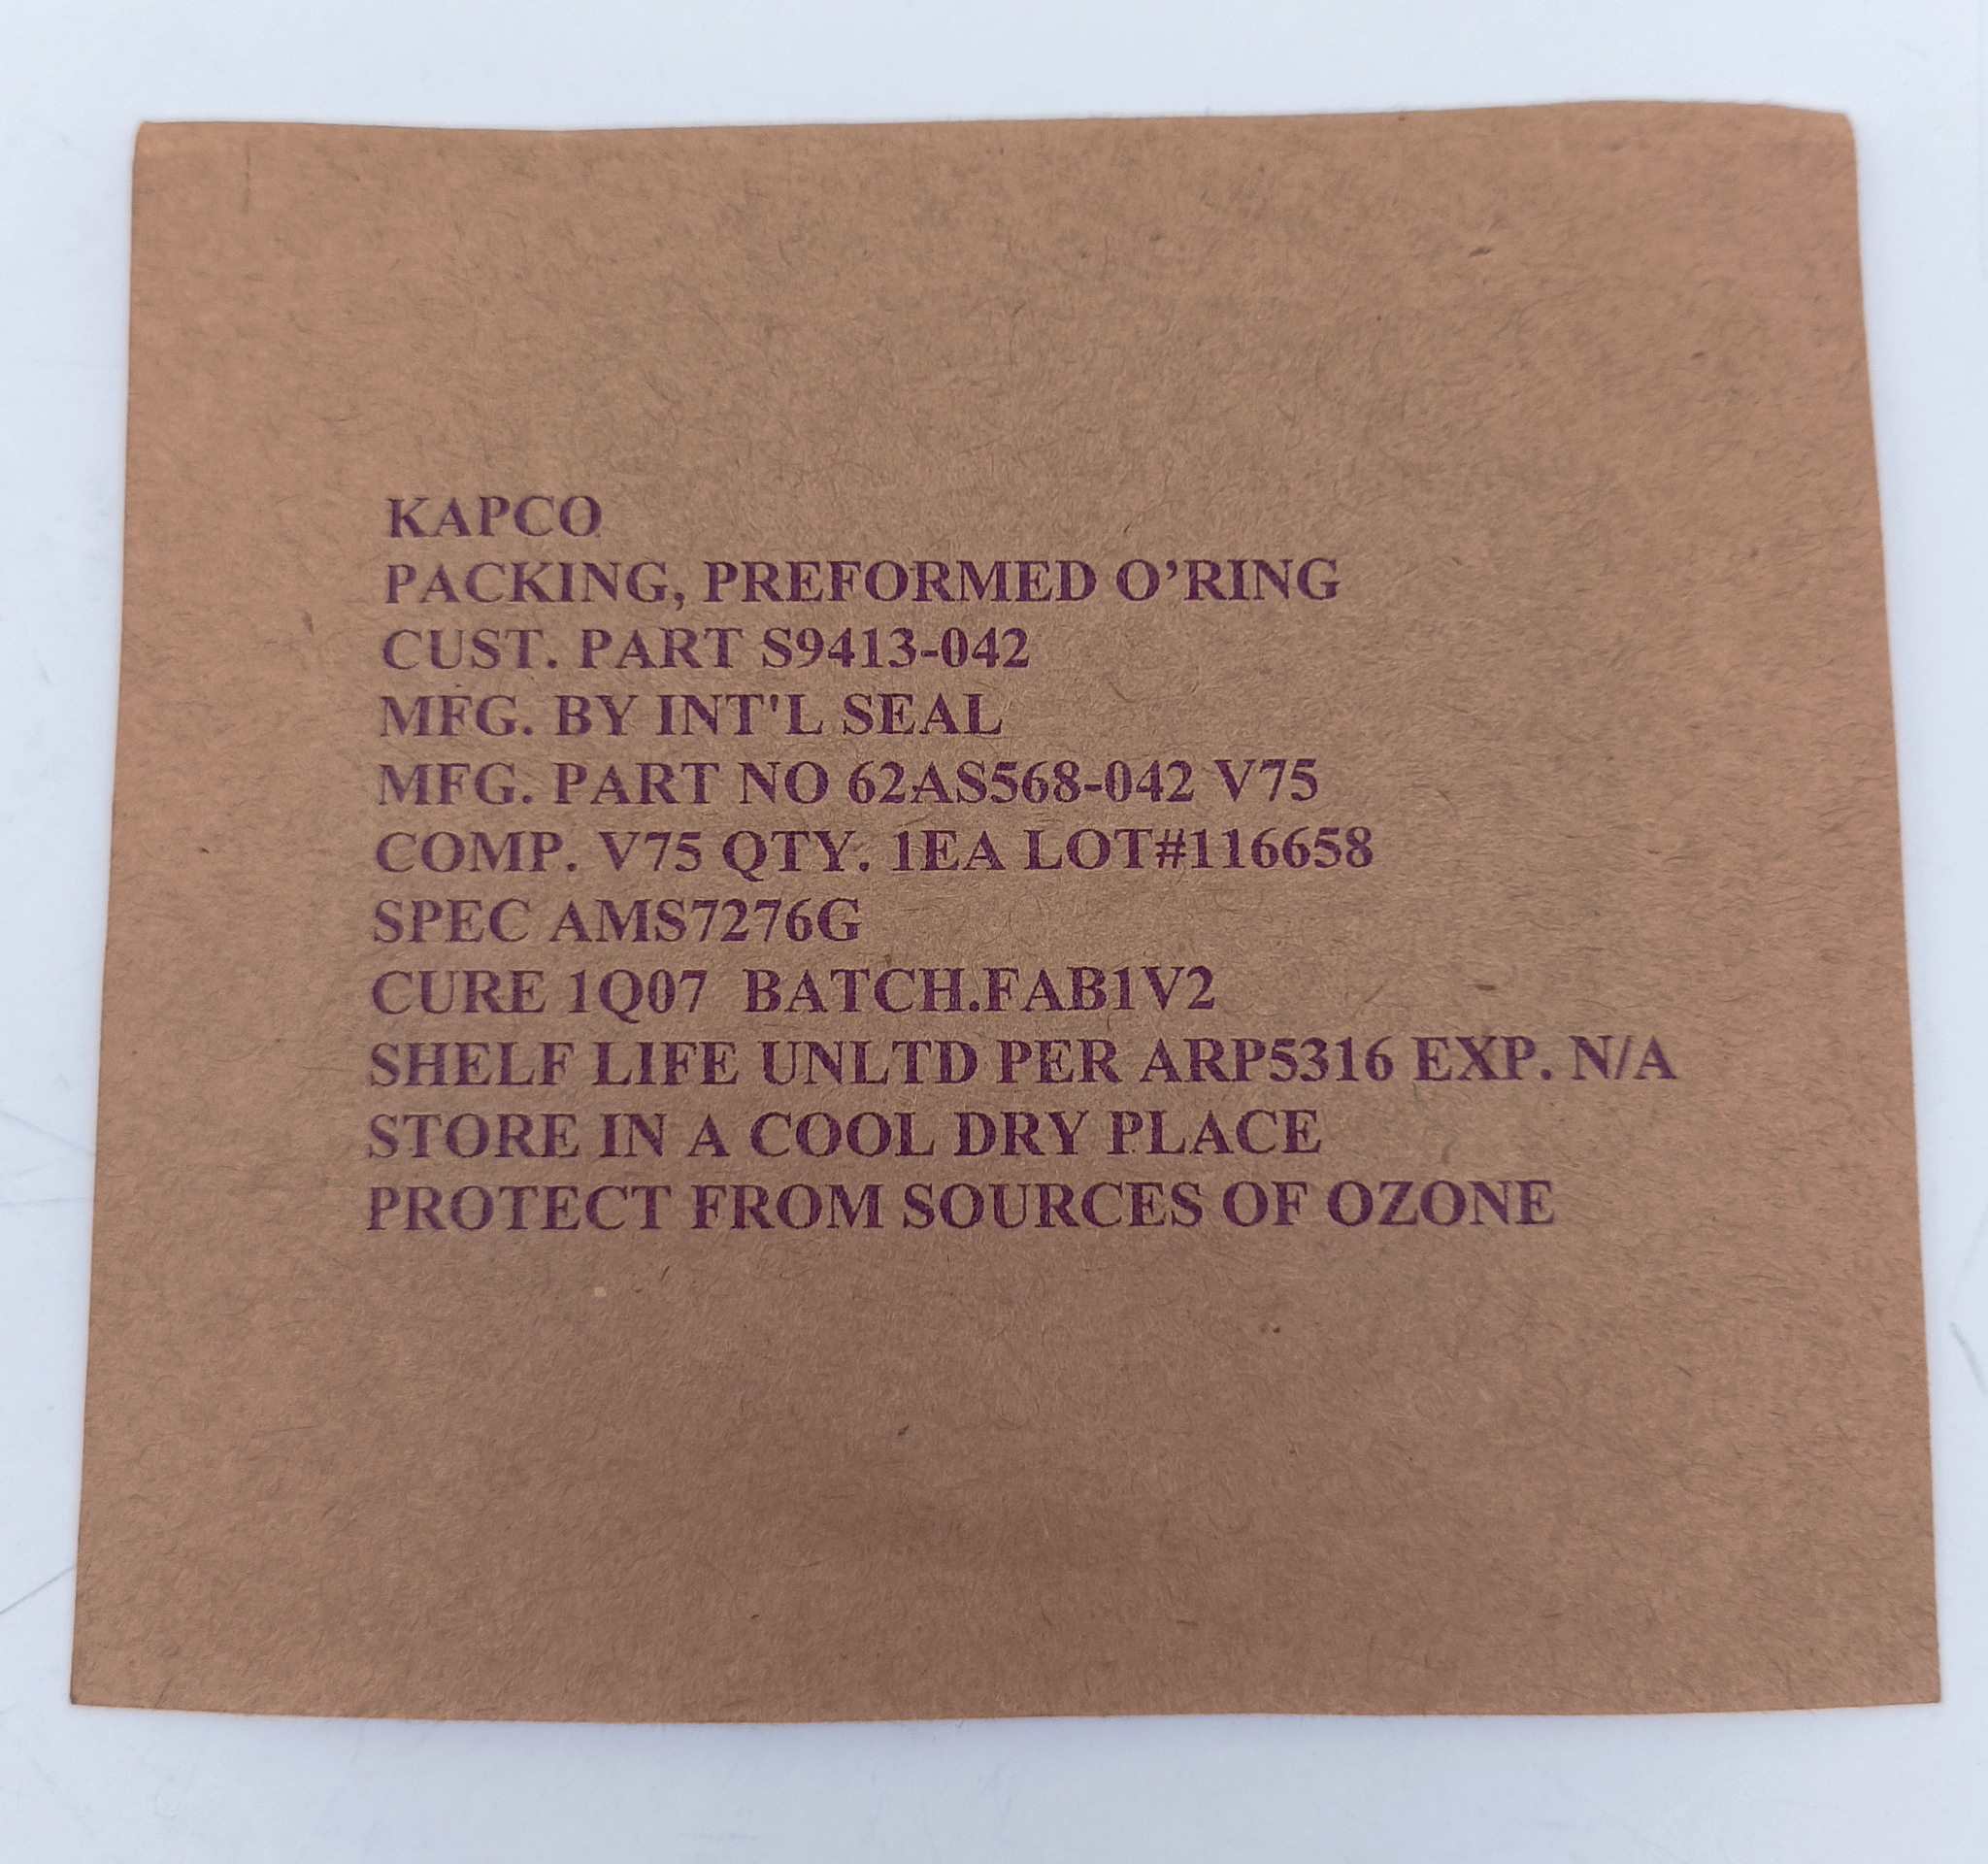 KAPCO
PACKING, PREFORMED O’RING
CUST. PART S9413-042
MFG. BY INT'L SEAL
MFG. PART NO 62AS568-042 V75
COMP. V75 QTY. 1EA LOT#116658
SPEC AMS7276G
CURE 1Q07 BATCH.FAB1V2
SHELF LIFE UNLTD PER ARP5316 EXP. N/A
STORE IN A COOL DRY PLACE
PROTECT FROM SOURCES OF OZONE